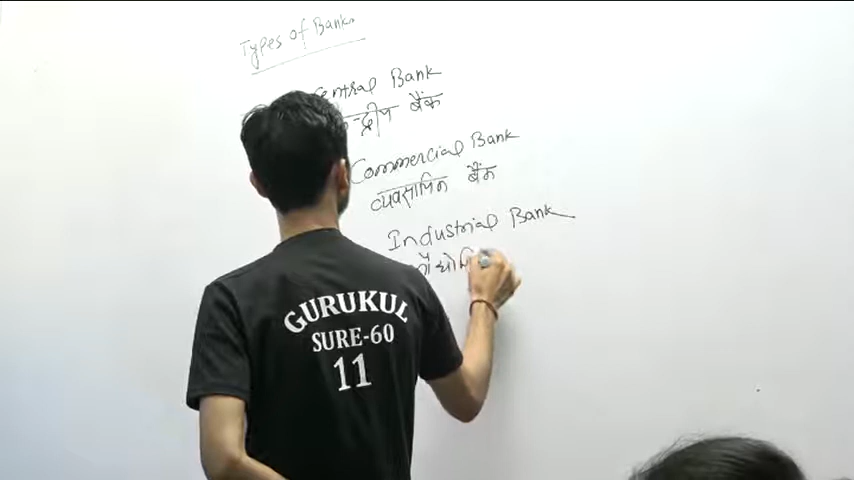 Types of Bank
Central Bank
केन्द्रीय बैंक
Commercial Bank
व्यवसायिक बैंक
Industrial Bank
औद्योगि
GURUKUL
SURE-60
11